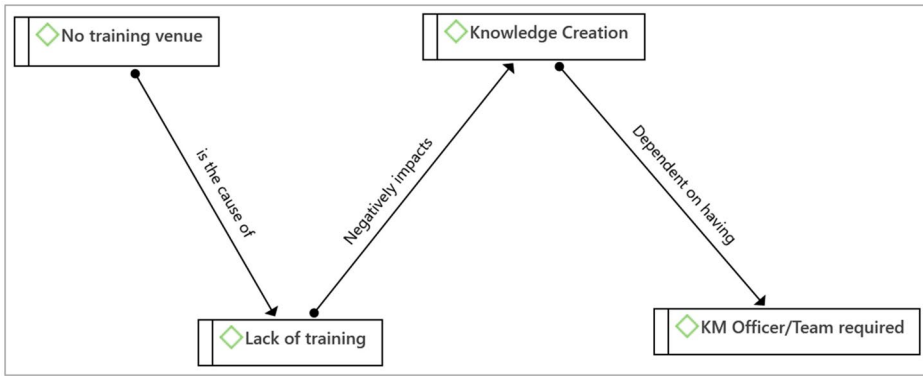 No training venue
Knowledge Creation
is the cause of
Negatively impacts
Dependent on having
Lack of training
KM Officer/Team required